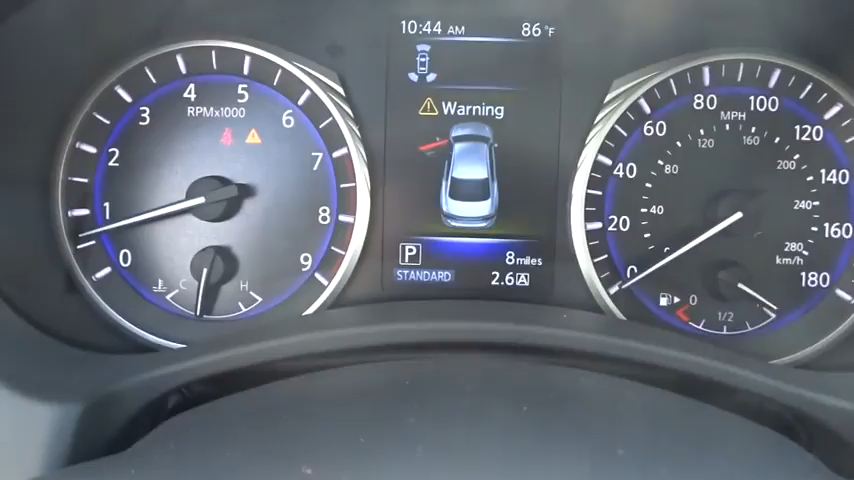 10:44 AM 86°F
Warning
P
8 miles
STANDARD
2.6 A
0 1 2 3 4 5 6 7 8 9
RPMx1000
C H
0 20 40 60 80 100 120 140 160 180
MPH
40 80 120 160 200 240 280
km/h
0 1/2